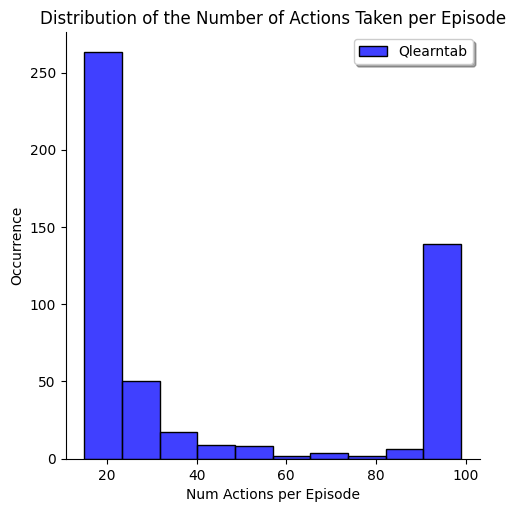 Distribution of the Number of Actions Taken per Episode
Qlearntab
250
200
150
100
50
0
Occurrence
20 40 60 80 100
Num Actions per Episode